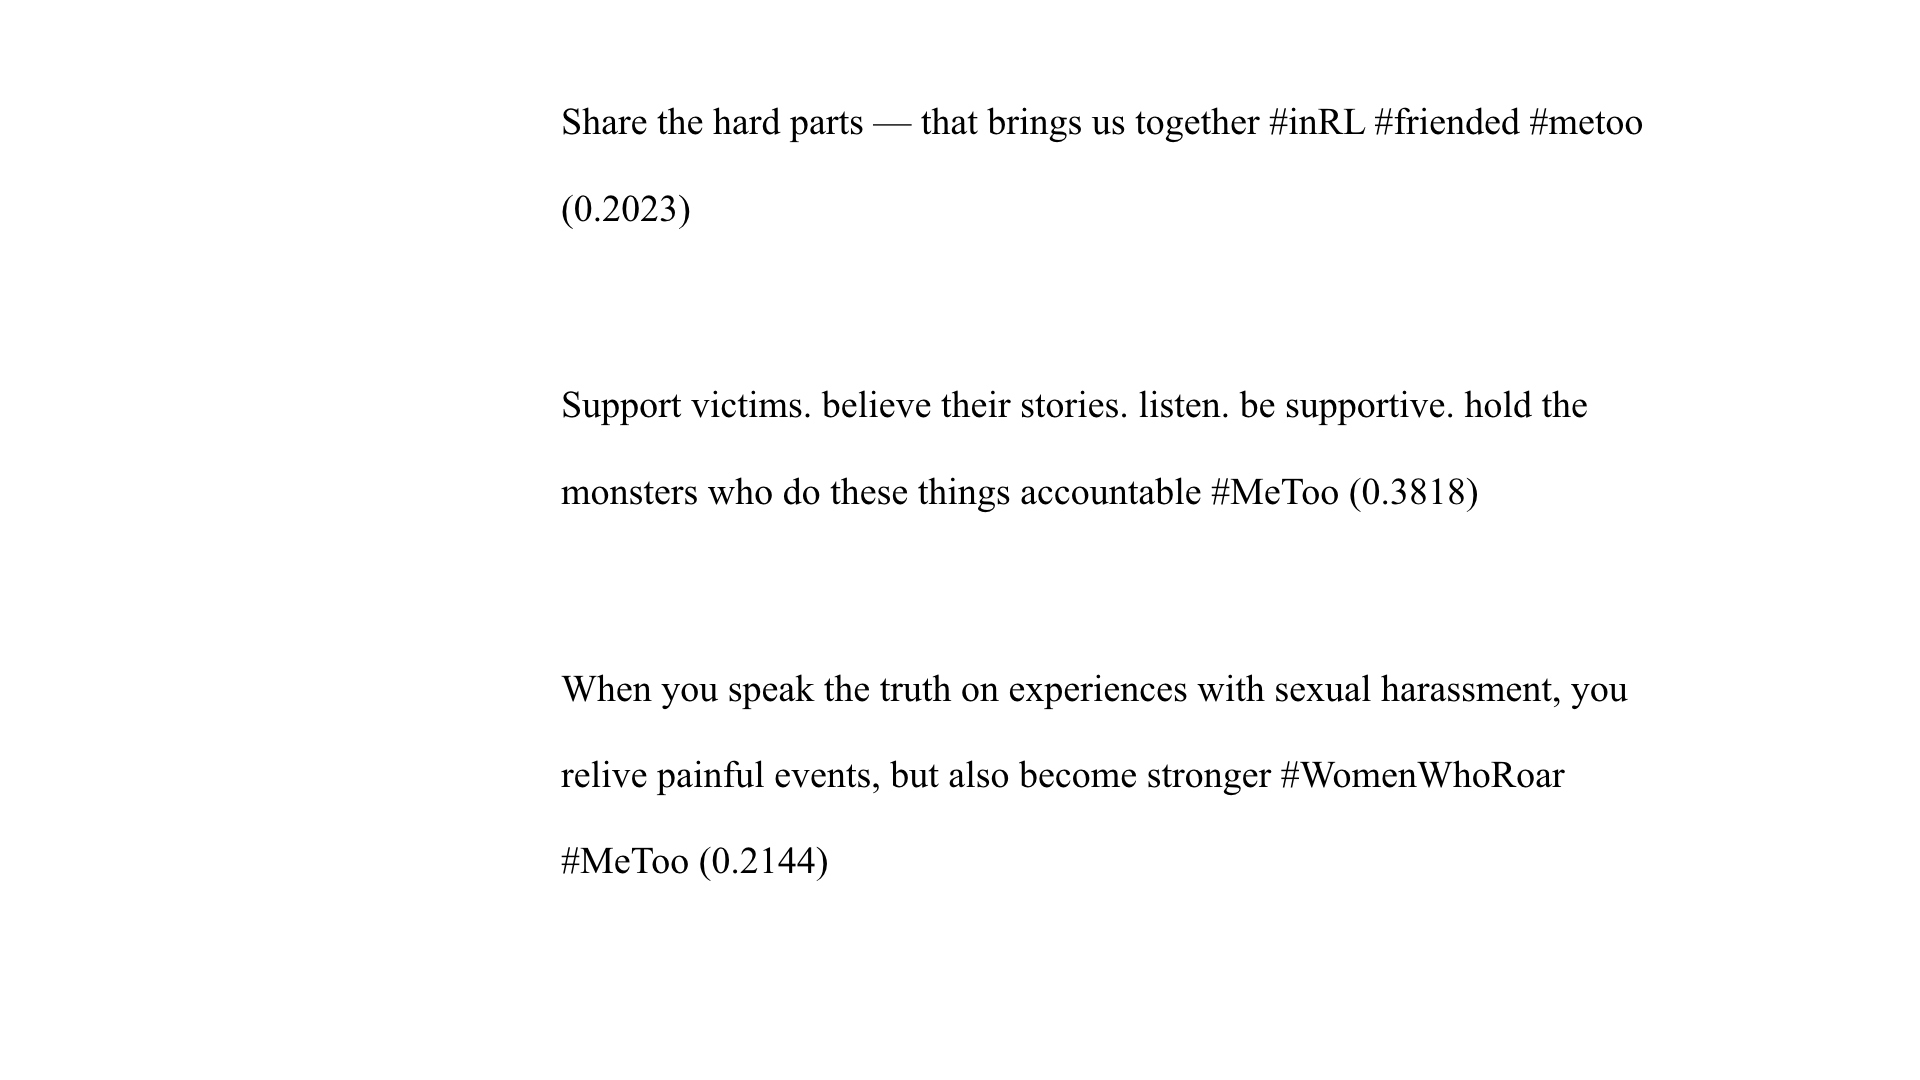 Share the hard parts — that brings us together #inRL #friended #metoo
(0.2023)
Support victims. believe their stories. listen. be supportive. hold the
monsters who do these things accountable #MeToo (0.3818)
When you speak the truth on experiences with sexual harassment, you
relive painful events, but also become stronger #WomenWhoRoar
#MeToo (0.2144)